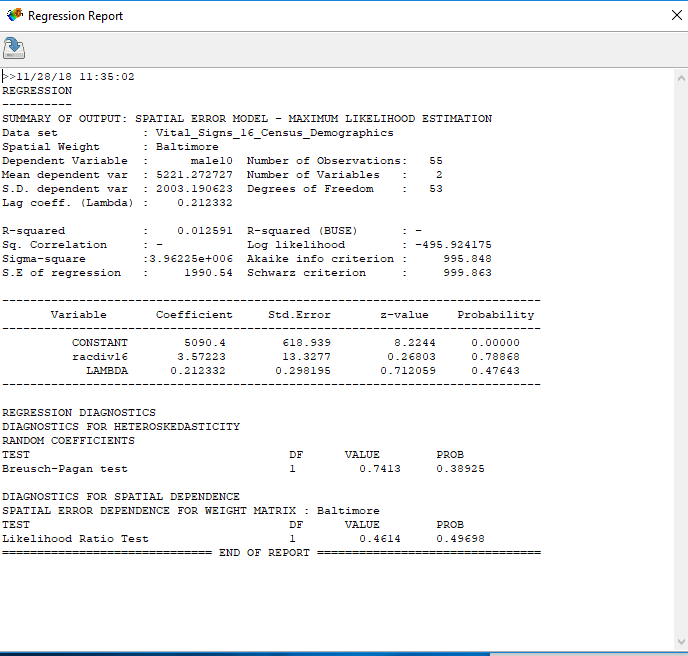 Regression Report
>>11/28/18 11:35:02
REGRESSION
----------
SUMMARY OF OUTPUT: SPATIAL ERROR MODEL - MAXIMUM LIKELIHOOD ESTIMATION
Data set : Vital_Signs_16_Census_Demographics
Spatial Weight : Baltimore
Dependent Variable : male10 Number of Observations: 55
Mean dependent var : 5221.272727 Number of Variables : 2
S.D. dependent var : 2003.190623 Degrees of Freedom : 53
Lag coeff. (Lambda) : 0.212332
R-squared : 0.012591 R-squared (BUSE) : -
Sq. Correlation : - Log likelihood : -495.924175
Sigma-square :3.96225e+006 Akaike info criterion : 995.848
S.E of regression : 1990.54 Schwarz criterion : 999.863
-----------------------------------------------------------------------------
Variable Coefficient Std.Error z-value Probability
-----------------------------------------------------------------------------
CONSTANT 5090.4 618.939 8.2244 0.00000
racdiv16 3.57223 13.3277 0.26803 0.78868
LAMBDA 0.212332 0.298195 0.712059 0.47643
-----------------------------------------------------------------------------
REGRESSION DIAGNOSTICS
DIAGNOSTICS FOR HETEROSKEDASTICITY
RANDOM COEFFICIENTS
TEST DF VALUE PROB
Breusch-Pagan test 1 0.7413 0.38925
DIAGNOSTICS FOR SPATIAL DEPENDENCE
SPATIAL ERROR DEPENDENCE FOR WEIGHT MATRIX : Baltimore
TEST DF VALUE PROB
Likelihood Ratio Test 1 0.4614 0.49698
============================== END OF REPORT ================================